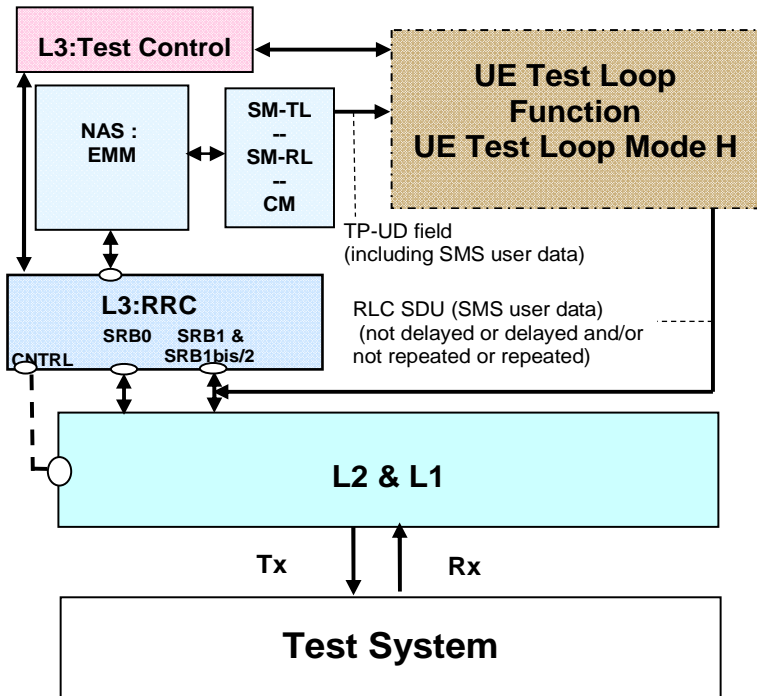 L3:Test Control
UE Test Loop
Function
UE Test Loop Mode H
NAS :
EMM
SM-TL
--
SM-RL
--
CM
TP-UD field
(including SMS user data)
L3:RRC
SRB0
SRB1 &
SRB1bis/2
CNTRL
RLC SDU (SMS user data)
(not delayed or delayed and/or
not repeated or repeated)
L2 & L1
Tx
Rx
Test System